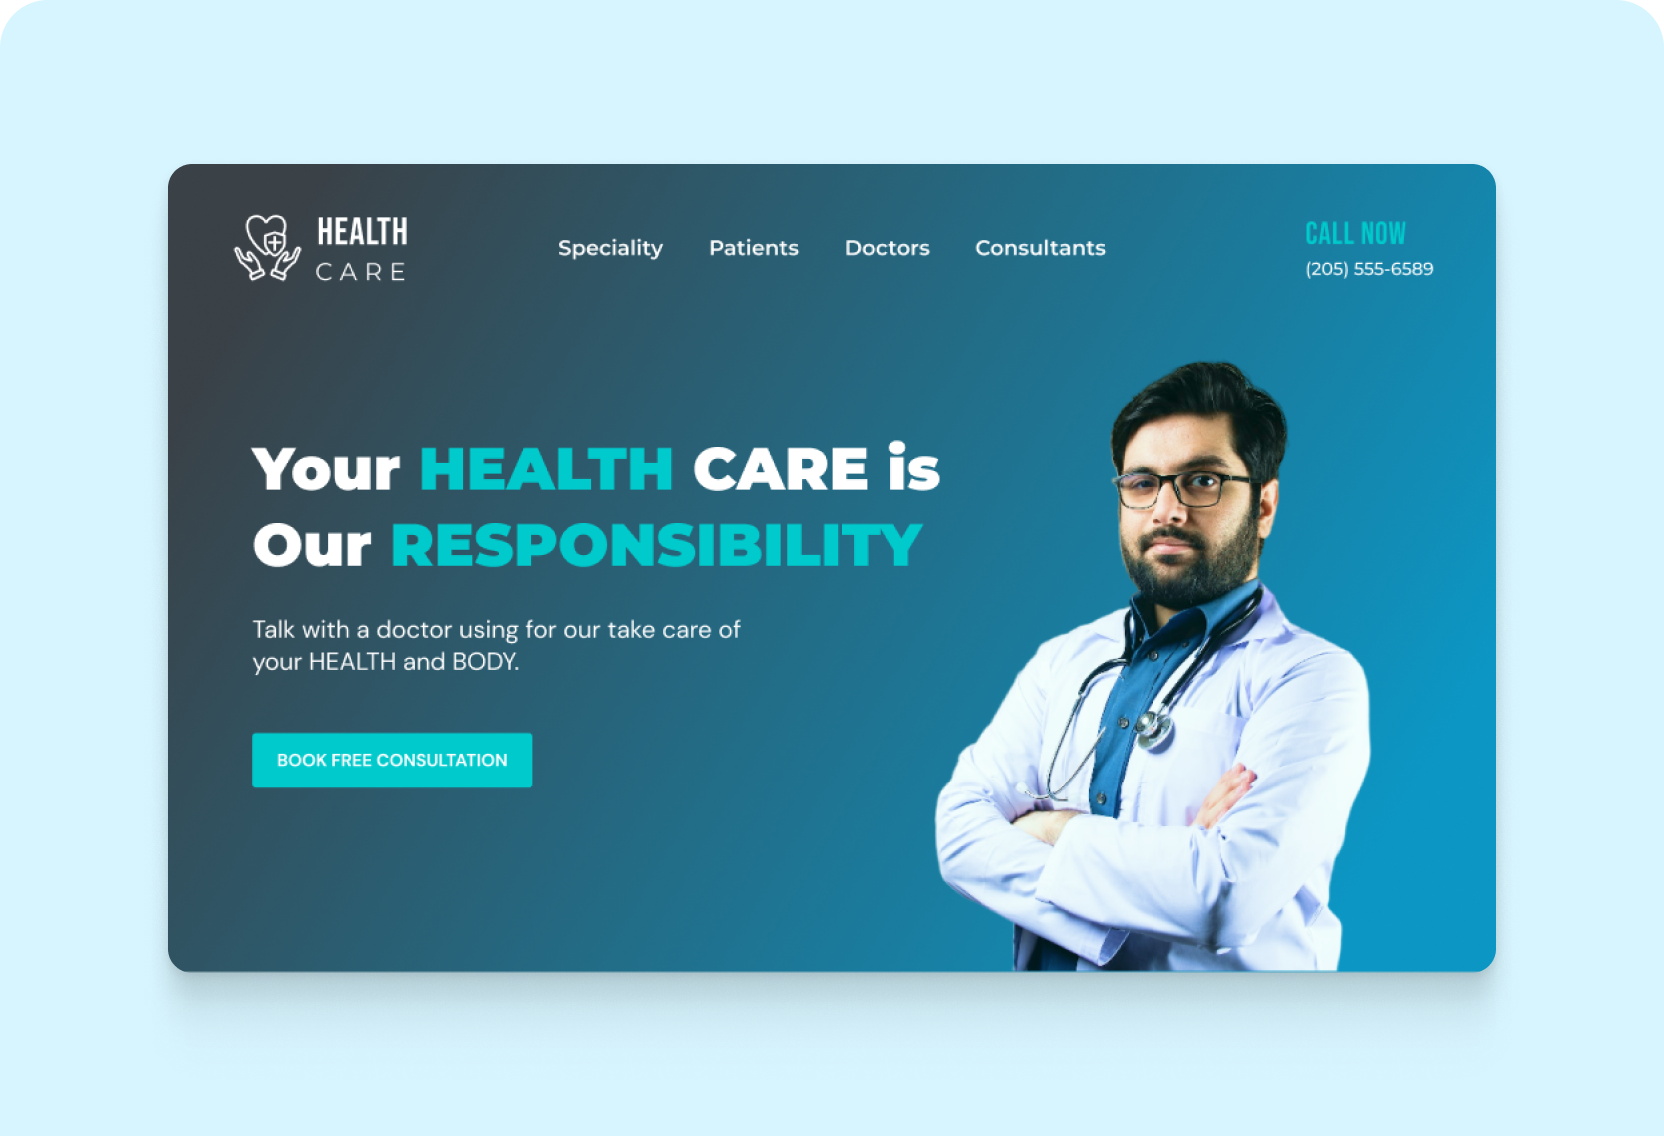 HEALTH
CARE
Speciality Patients Doctors Consultants
CALL NOW
(205) 555-6589
Your HEALTH CARE is
Our RESPONSIBILITY
Talk with a doctor using for our take care of
your HEALTH and BODY.
BOOK FREE CONSULTATION